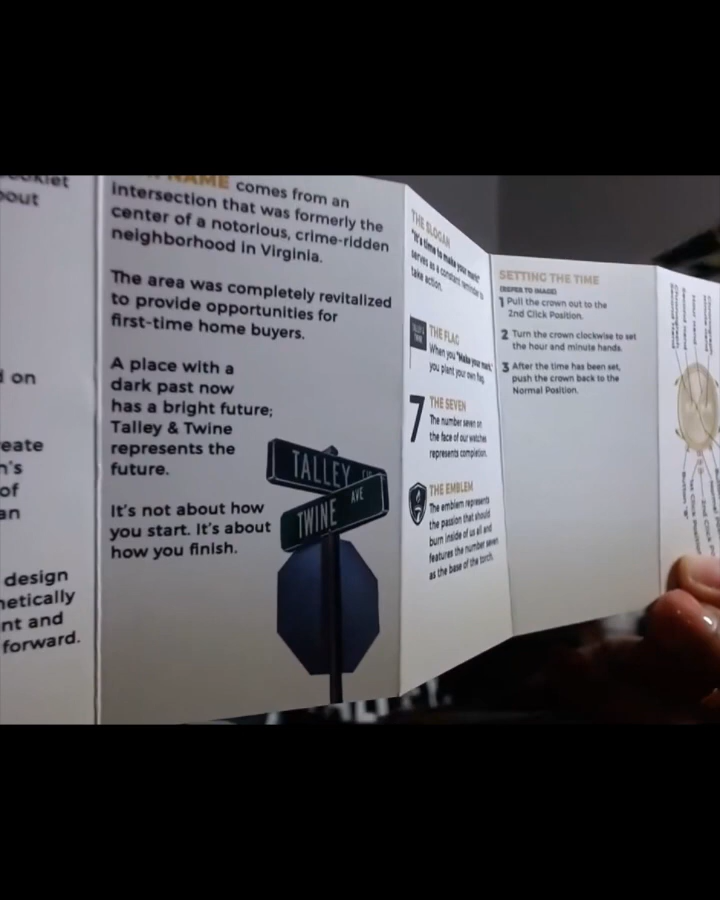 out
on
eate
n's
of
an
design
hetically
nt and
forward.
NAME comes from an
intersection that was formerly the
center of a notorious, crime-ridden
neighborhood in Virginia.
The area was completely revitalized
to provide opportunities for
first-time home buyers.
A place with a
dark past now
has a bright future;
Talley & Twine
represents the
future.
It's not about how
you start. It's about
how you finish.
TALLEY
TWINE AVE
THE SLOGAN
"It's time to make your mark"
serves as a constant reminder to
take action.
THE FLAG
When you "Make your mark,"
you plant your own flag.
7
THE SEVEN
The number seven on
the face of our watches
represents completion.
THE EMBLEM
The emblem represents
the passion that should
burn inside of us all and
features the number seven
as the base of the torch.
SETTING THE TIME
(REFER TO IMAGE)
1 Pull the crown out to the
2nd Click Position.
2 Turn the crown clockwise to set
the hour and minute hands.
3 After the time has been set,
push the crown back to the
Normal Position.
Second Hand
Hour Hand